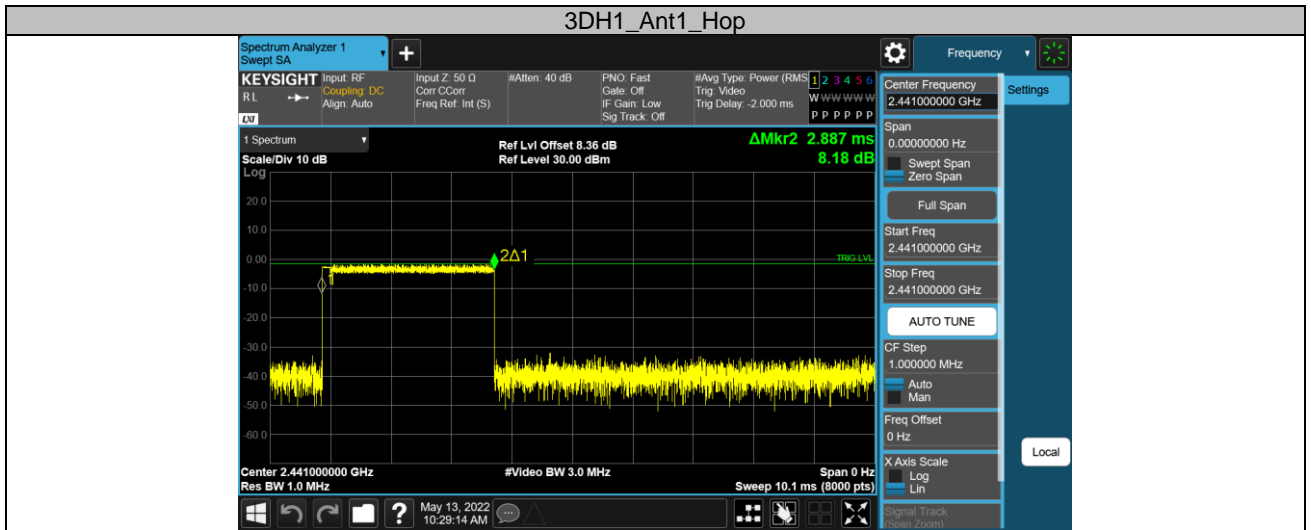 3DH1_Ant1_Hop
Spectrum Analyzer 1
Swept SA
Frequency
KEYSIGHT
RL
LXI
Input: RF
Coupling: DC
Align: Auto
Input Z: 50 Ω
Corr CCorr
Freq Ref: Int (S)
#Atten: 40 dB
PNO: Fast
Gate: Off
IF Gain: Low
Sig Track: Off
#Avg Type: Power (RMS
Trig: Video
Trig Delay: -2.000 ms
1 2 3 4 5 6
W W W W W W
P P P P P P
1 Spectrum
Scale/Div 10 dB
Log
Ref Lvl Offset 8.36 dB
Ref Level 30.00 dBm
ΔMkr2 2.887 ms
8.18 dB
20.0
10.0
0.00
-10.0
-20.0
-30.0
-40.0
-50.0
-60.0
2Δ1
TRIG LVL
Center 2.441000000 GHz
Res BW 1.0 MHz
#Video BW 3.0 MHz
Span 0 Hz
Sweep 10.1 ms (8000 pts)
Center Frequency
2.441000000 GHz
Settings
Span
0.00000000 Hz
Swept Span
Zero Span
Full Span
Start Freq
2.441000000 GHz
Stop Freq
2.441000000 GHz
AUTO TUNE
CF Step
1.000000 MHz
Auto
Man
Freq Offset
0 Hz
X Axis Scale
Log
Lin
Signal Track
(Span Zoom)
Local
?
May 13, 2022
10:29:14 AM